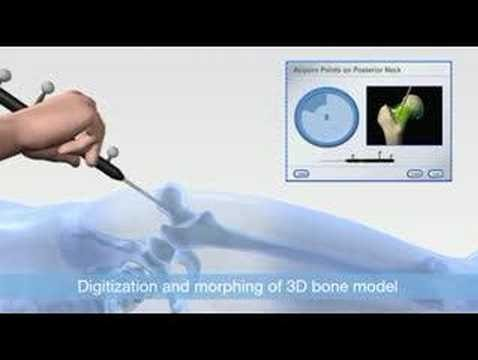 Acquire Points on Posterior Neck
Digitization and morphing of 3D bone model